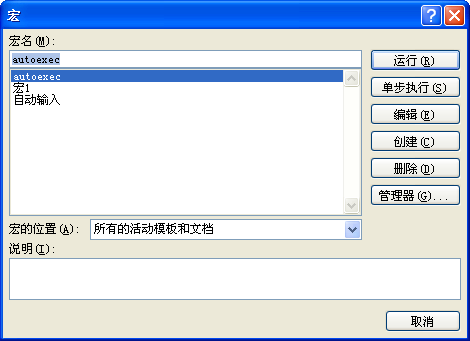 宏
宏名(M):
autoexec
autoexec
宏1
自动输入
运行(R)
单步执行(S)
编辑(E)
创建(C)
删除(D)
管理器(G)...
宏的位置(A): 所有的活动模板和文档
说明(I):
取消